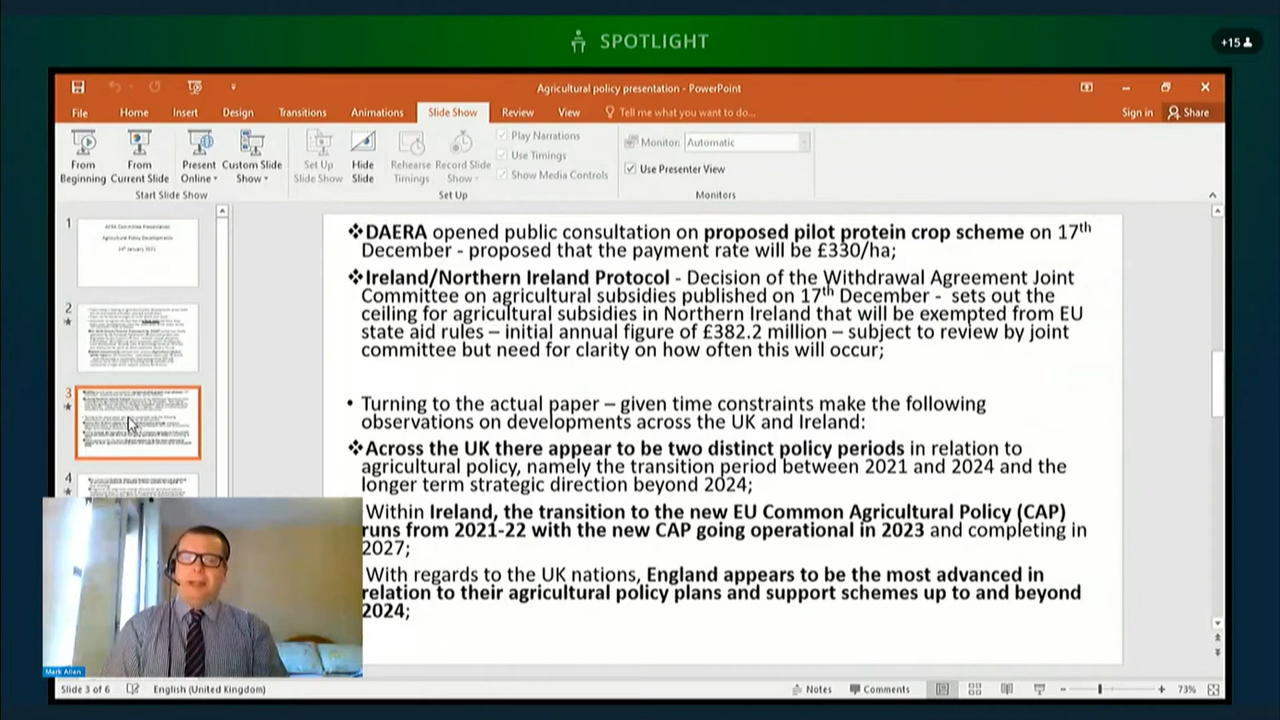 SPOTLIGHT
+15
Agricultural policy presentation - PowerPoint
File Home Insert Design Transitions Animations Slide Show Review View Tell me what you want to do... Sign in Share
From Beginning
From Current Slide
Present Online
Custom Slide Show
Set Up Slide Show
Hide Slide
Rehearse Timings
Record Slide Show
Play Narrations
Use Timings
Show Media Controls
Monitor: Automatic
Use Presenter View
Start Slide Show
Set Up
Monitors
1
AERA Committee Presentation
Agricultural Policy Developments
14th January 2021
2
3
4
❖DAERA opened public consultation on proposed pilot protein crop scheme on 17th
December - proposed that the payment rate will be £330/ha;
❖Ireland/Northern Ireland Protocol - Decision of the Withdrawal Agreement Joint
Committee on agricultural subsidies published on 17th December - sets out the
ceiling for agricultural subsidies in Northern Ireland that will be exempted from EU
state aid rules – initial annual figure of £382.2 million – subject to review by joint
committee but need for clarity on how often this will occur;
• Turning to the actual paper – given time constraints make the following
observations on developments across the UK and Ireland:
❖Across the UK there appear to be two distinct policy periods in relation to
agricultural policy, namely the transition period between 2021 and 2024 and the
longer term strategic direction beyond 2024;
Within Ireland, the transition to the new EU Common Agricultural Policy (CAP)
runs from 2021-22 with the new CAP going operational in 2023 and completing in
2027;
With regards to the UK nations, England appears to be the most advanced in
relation to their agricultural policy plans and support schemes up to and beyond
2024;
Mark Allen
Slide 3 of 6 English (United Kingdom) Notes Comments 73%